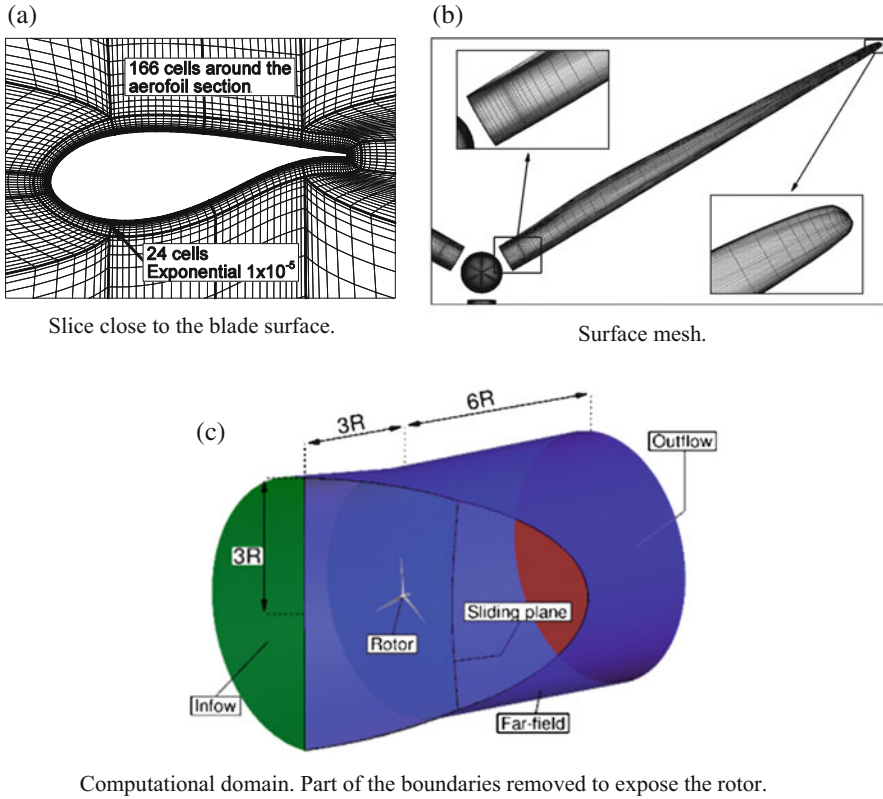 (a)
166 cells around the
aerofoil section
24 cells
Exponential 1x10⁻⁵
Slice close to the blade surface.
(b)
Surface mesh.
(c)
3R
6R
Outflow
3R
Sliding plane
Rotor
Infow
Far-field
Computational domain. Part of the boundaries removed to expose the rotor.